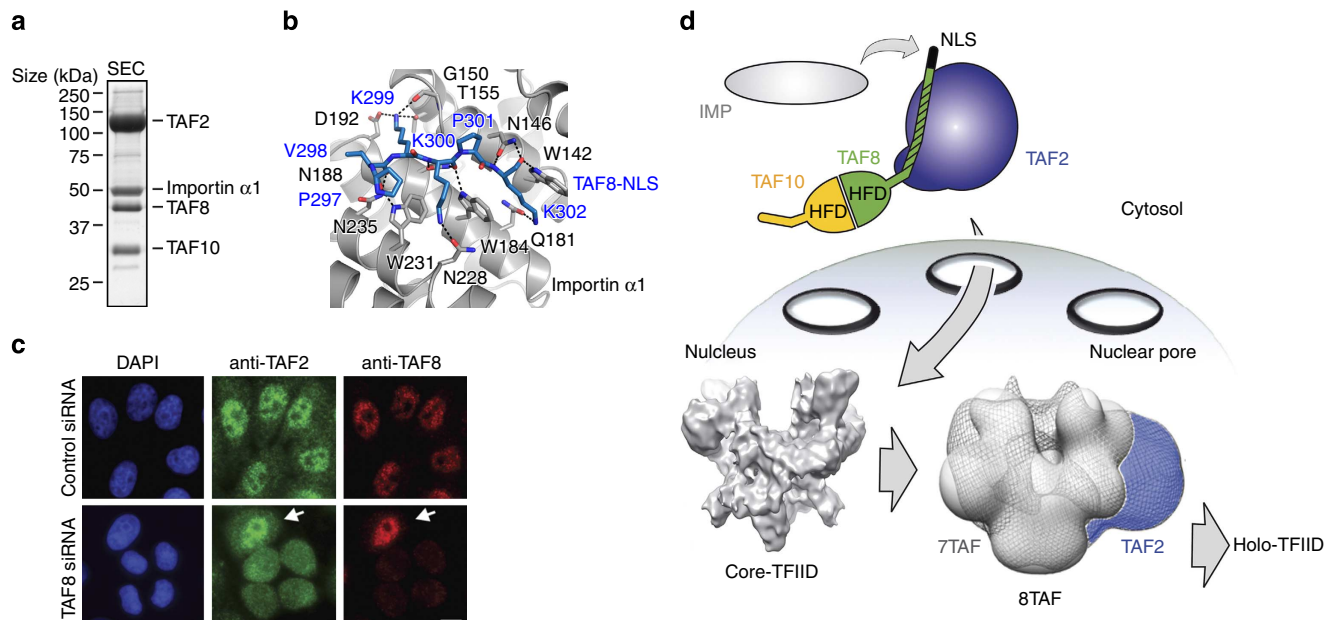 a
SEC
Size (kDa)
250
150
100
75
50
37
25
TAF2
Importin α1
TAF8
TAF10
b
G150
K299
T155
D192
P301
N146
K300
W142
V298
N188
TAF8-NLS
P297
K302
N235
W184
Q181
W231
N228
Importin α1
c
DAPI
anti-TAF2
anti-TAF8
Control siRNA
TAF8 siRNA
d
NLS
IMP
TAF8
TAF2
TAF10
HFD
HFD
Cytosol
Nulcleus
Nuclear pore
7TAF
TAF2
Holo-TFIID
Core-TFIID
8TAF